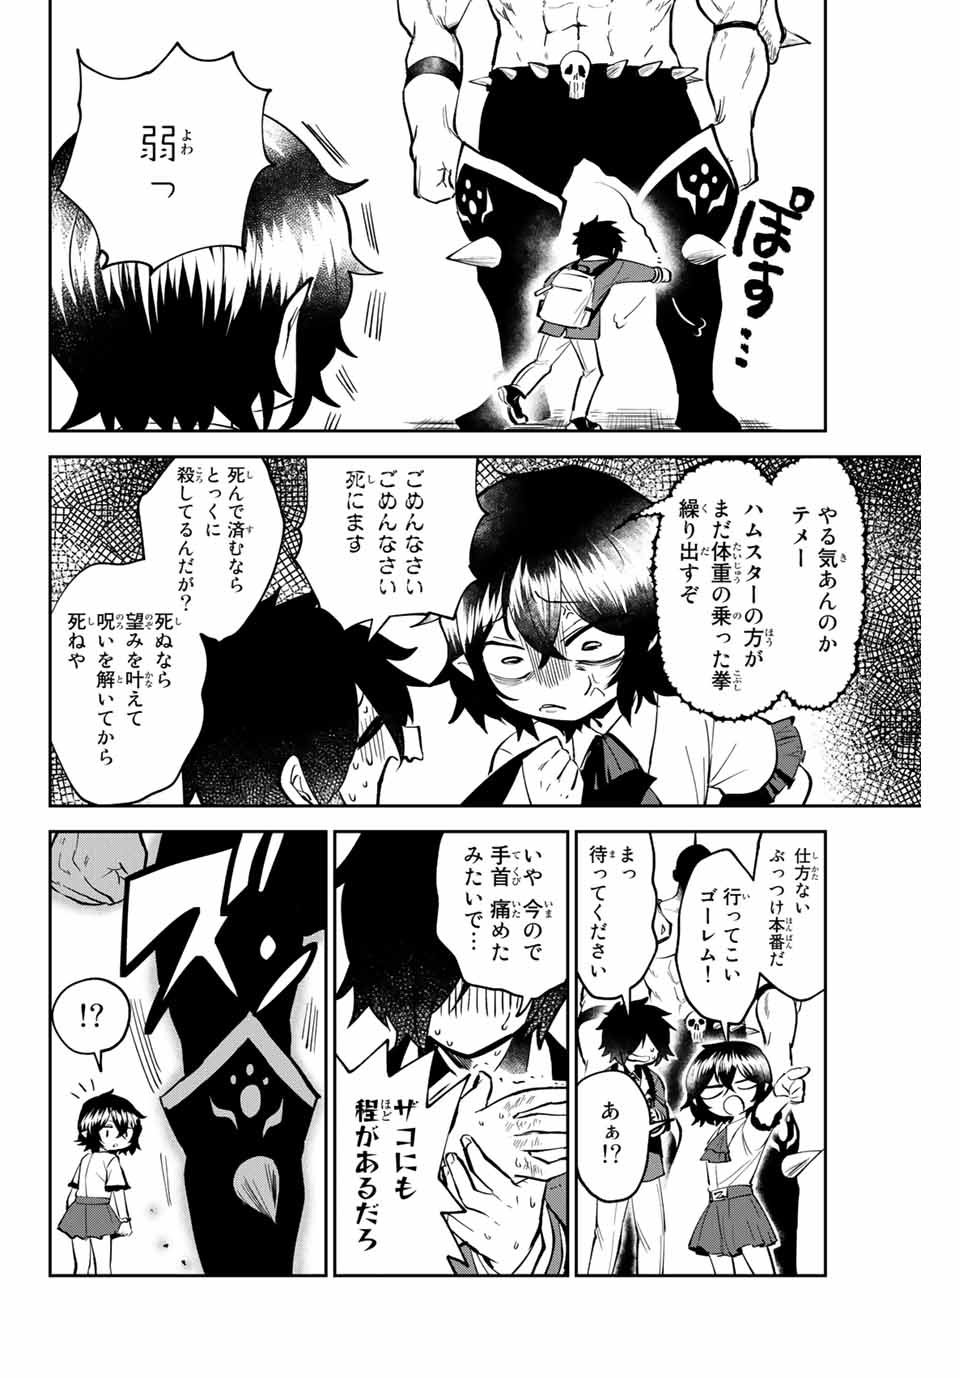 ぽす…
弱っ
やる気あんのか
テメー
ハムスターの方が
まだ体重の乗った拳
繰り出すぞ
ごめんなさい
ごめんなさい
死にます
死んで済むなら
とっくに
殺してるんだが?
死ぬなら
望みを叶えて
呪いを解いてから
死ねや
仕方ない
ぶっつけ本番だ
行ってこい
ゴーレム!
まっ
待ってください
あぁ!?
いや 今ので
手首 痛めた
みたいで…
ザコにも
程があるだろ
!?